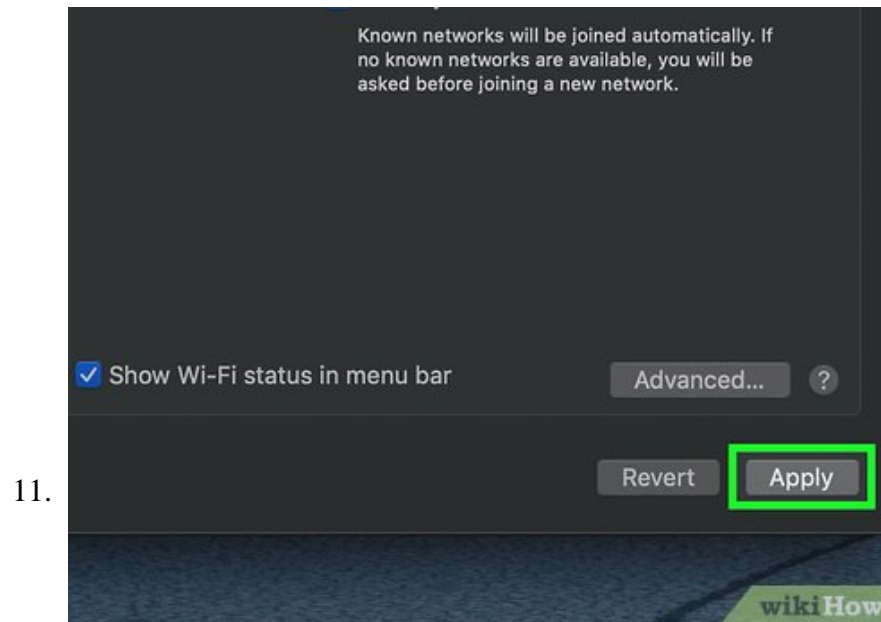 Known networks will be joined automatically. If
no known networks are available, you will be
asked before joining a new network.
Show Wi-Fi status in menu bar
Advanced...
?
Revert
Apply
11.
wikiHow